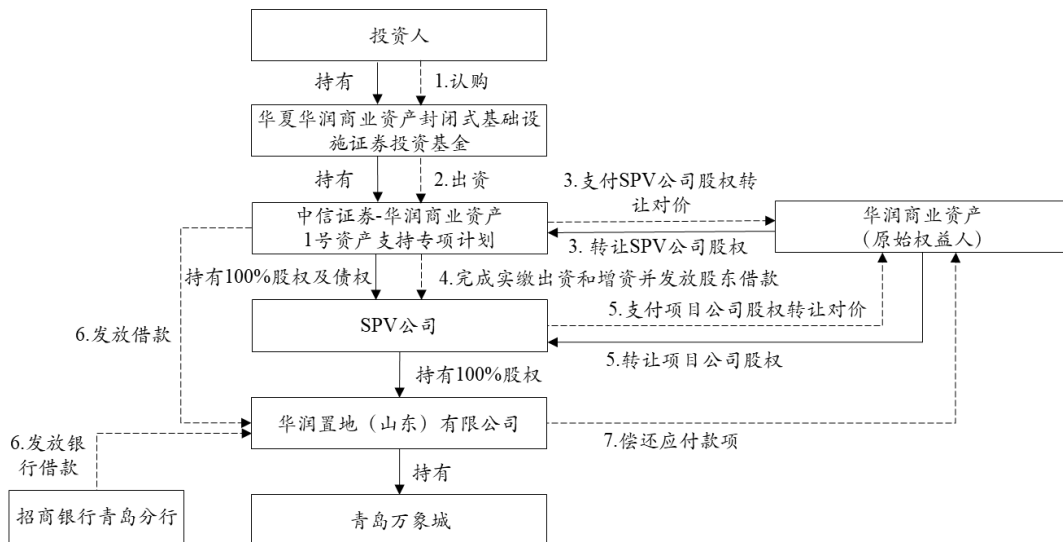 投资人
持有
1.认购
华夏华润商业资产封闭式基础设
施证券投资基金
持有
2.出资
3.支付SPV公司股权转
让对价
中信证券-华润商业资产
1号资产支持专项计划
华润商业资产
（原始权益人）
3. 转让SPV公司股权
持有100%股权及债权
4.完成实缴出资和增资并发放股东借款
5.支付项目公司股权转让对价
SPV公司
6.发放借款
5.转让项目公司股权
持有100%股权
华润置地（山东）有限公司
6.发放银
行借款
7.偿还应付款项
持有
招商银行青岛分行
青岛万象城